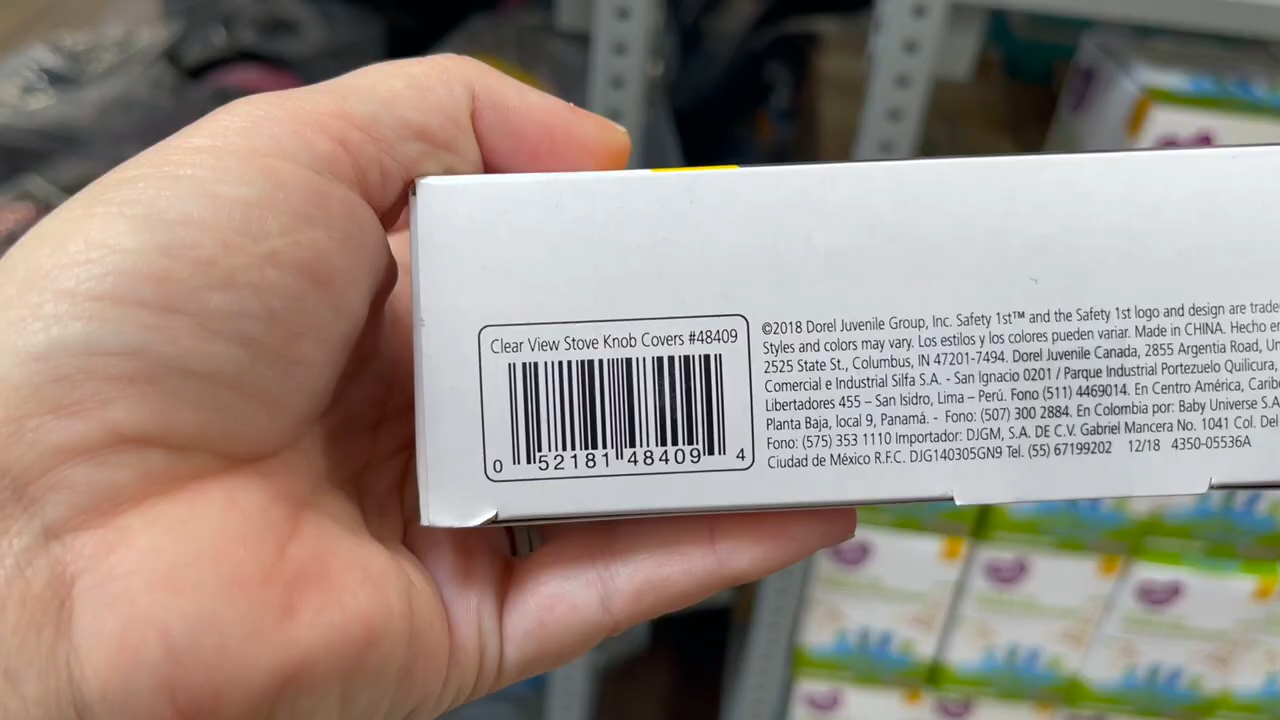 Clear View Stove Knob Covers #48409
0 52181 48409 4
©2018 Dorel Juvenile Group, Inc. Safety 1st™ and the Safety 1st logo and design are
Styles and colors may vary. Los estilos y los colores pueden variar. Made in CHINA. Hecho
2525 State St., Columbus, IN 47201-7494. Dorel Juvenile Canada, 2855 Argentia Road,
Comercial e Industrial Silfa S.A. - San Ignacio 0201 / Parque Industrial Portezuelo Quilicura,
Libertadores 455 – San Isidro, Lima – Perú. Fono (511) 4469014. En Centro América,
Planta Baja, local 9, Panamá. - Fono: (507) 300 2884. En Colombia por: Baby Universe
Fono: (575) 353 1110 Importador: DJGM, S.A. DE C.V. Gabriel Mancera No. 1041 Col.
Ciudad de México R.F.C. DJG140305GN9 Tel. (55) 67199202 12/18 4350-05536A